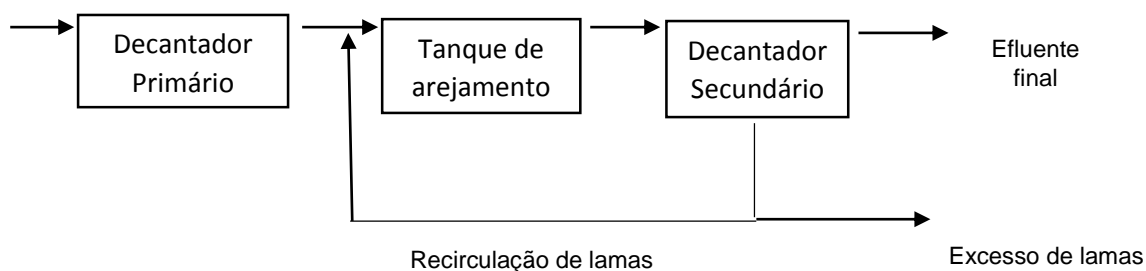 Decantador
Primário
Tanque de
arejamento
Decantador
Secundário
Efluente
final
Recirculação de lamas
Excesso de lamas